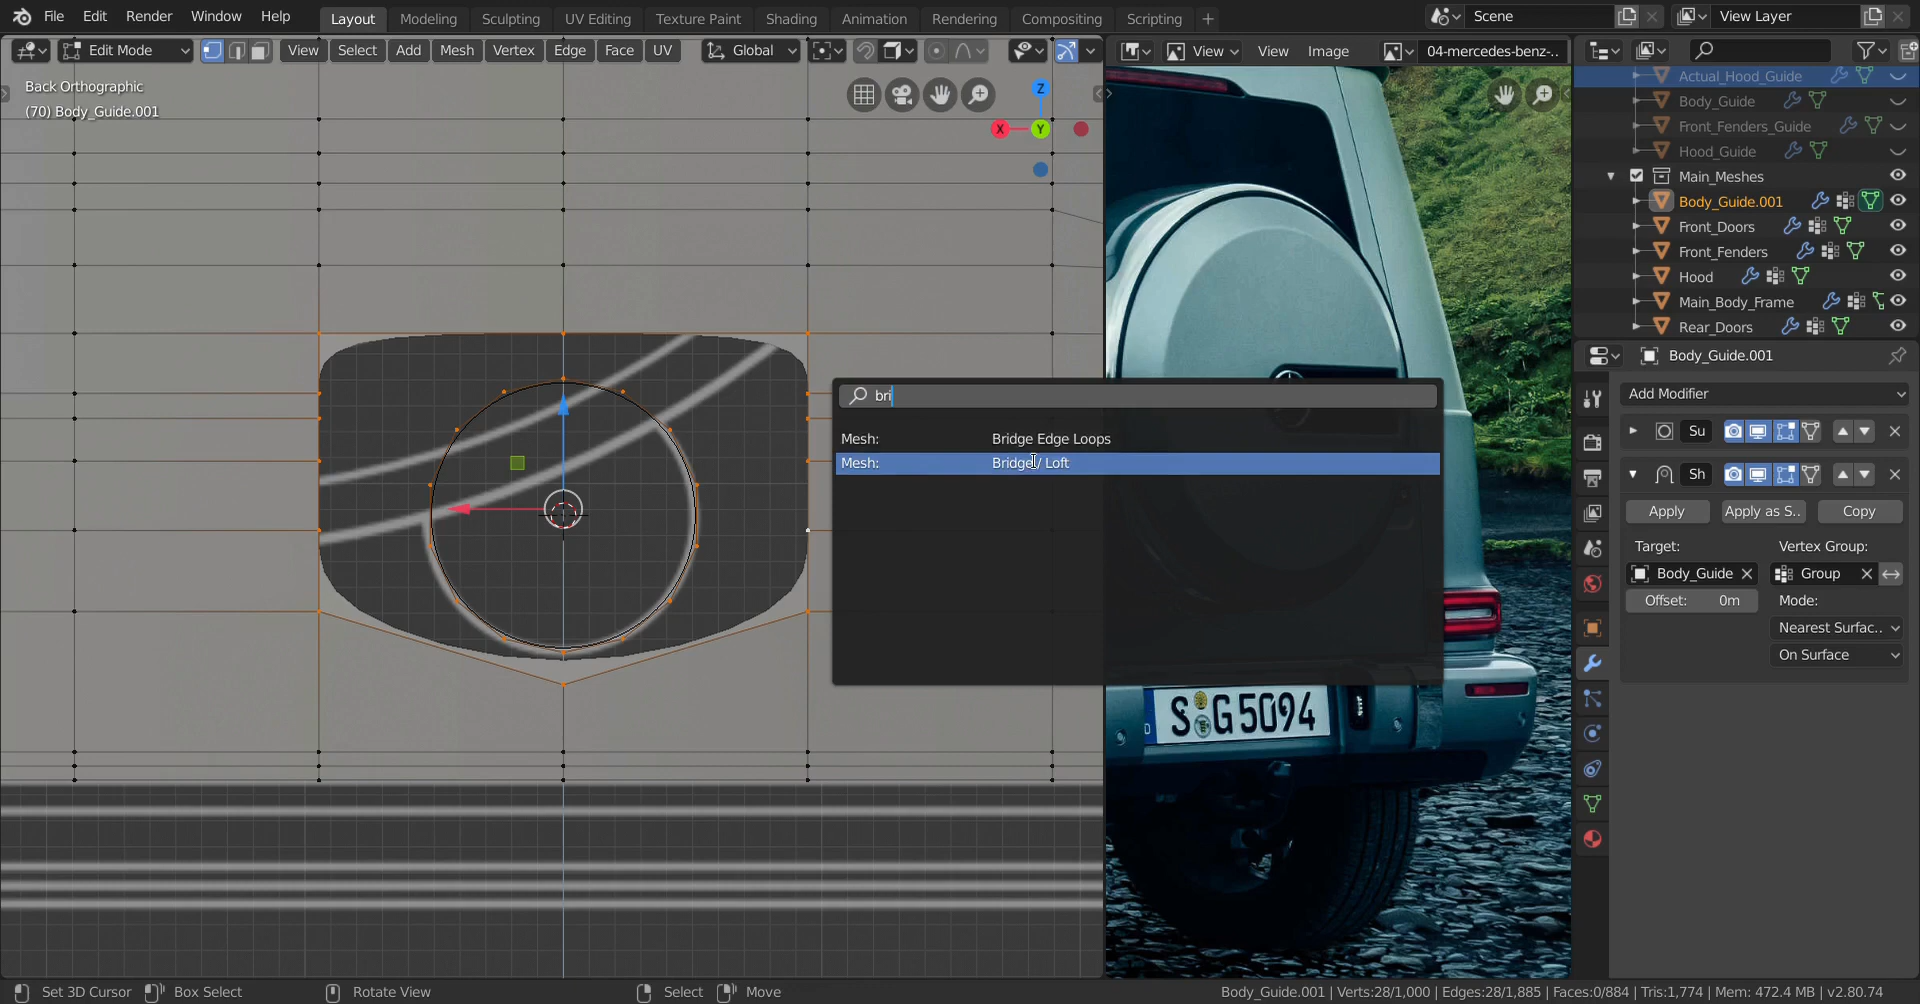 File Edit Render Window Help Layout Modeling Sculpting UV Editing Texture Paint Shading Animation Rendering Compositing Scripting + Scene View Layer
Edit Mode View Select Add Mesh Vertex Edge Face UV Global View View Image 04-mercedes-benz-..
Back Orthographic
(70) Body_Guide.001
Z
X
Y
bri
Mesh: Bridge Edge Loops
Mesh: Bridge / Loft
S G 5094
Actual_Hood_Guide
Body_Guide
Front_Fenders_Guide
Hood_Guide
Main_Meshes
Body_Guide.001
Front_Doors
Front_Fenders
Hood
Main_Body_Frame
Rear_Doors
Body_Guide.001
Add Modifier
Su
Sh
Apply Apply as S.. Copy
Target: Vertex Group:
Body_Guide Group
Offset: 0m Mode:
Nearest Surfac..
On Surface
Set 3D Cursor Box Select Rotate View Select Move Body_Guide.001 | Verts:28/1,000 | Edges:28/1,885 | Faces:0/884 | Tris:1,774 | Mem: 472.4 MB | v2.80.74